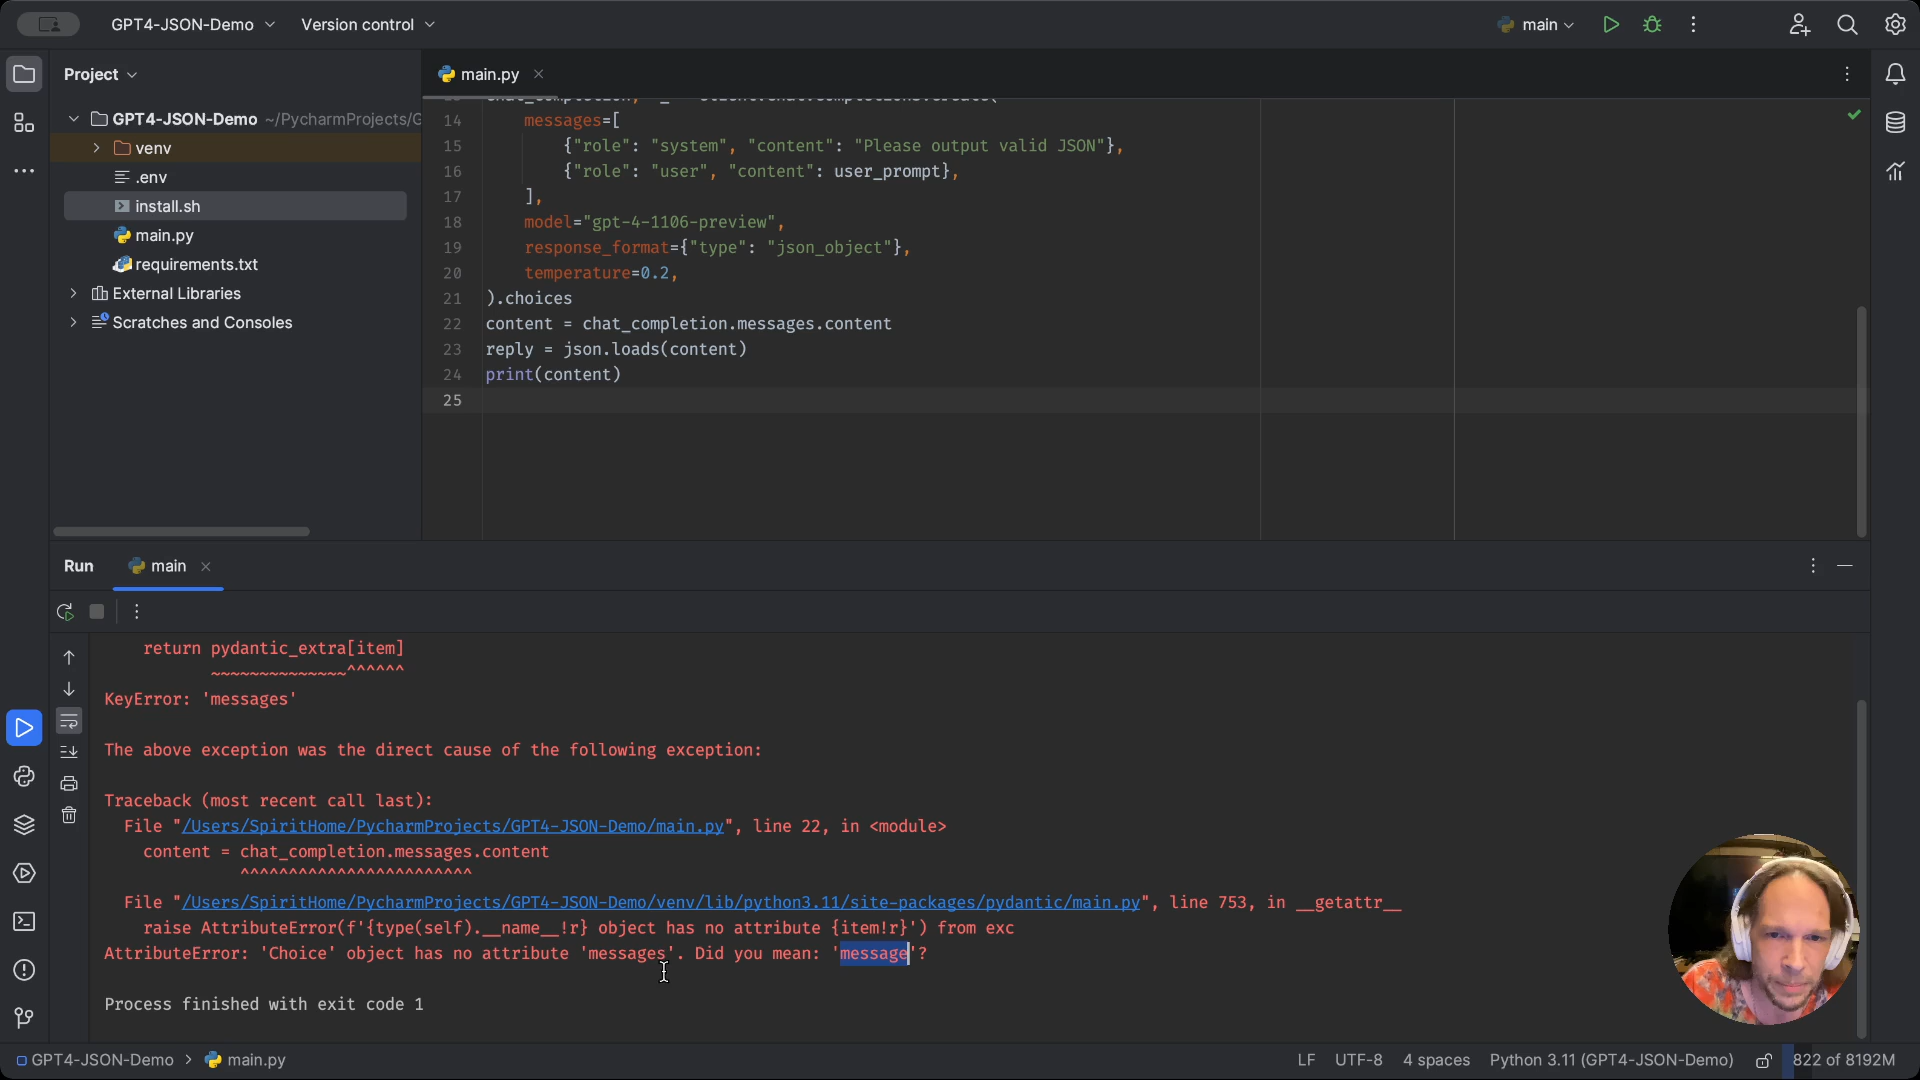 GPT4-JSON-Demo
Version control
main
Project
main.py
GPT4-JSON-Demo ~/PycharmProjects/G
venv
.env
install.sh
main.py
requirements.txt
External Libraries
Scratches and Consoles
14 messages=[
15 {"role": "system", "content": "Please output valid JSON"},
16 {"role": "user", "content": user_prompt},
17 ],
18 model="gpt-4-1106-preview",
19 response_format={"type": "json_object"},
20 temperature=0.2,
21 ).choices
22 content = chat_completion.messages.content
23 reply = json.loads(content)
24 print(content)
25
Run
main
return pydantic_extra[item]
~~~~~~~~~~~~~~^^^^^^
KeyError: 'messages'
The above exception was the direct cause of the following exception:
Traceback (most recent call last):
File "/Users/SpiritHome/PycharmProjects/GPT4-JSON-Demo/main.py", line 22, in <module>
content = chat_completion.messages.content
^^^^^^^^^^^^^^^^^^^^^^^^
File "/Users/SpiritHome/PycharmProjects/GPT4-JSON-Demo/venv/lib/python3.11/site-packages/pydantic/main.py", line 753, in __getattr__
raise AttributeError(f'{type(self).__name__!r} object has no attribute {item!r}') from exc
AttributeError: 'Choice' object has no attribute 'messages'. Did you mean: 'message'?
Process finished with exit code 1
GPT4-JSON-Demo > main.py
LF UTF-8 4 spaces Python 3.11 (GPT4-JSON-Demo) 822 of 8192M